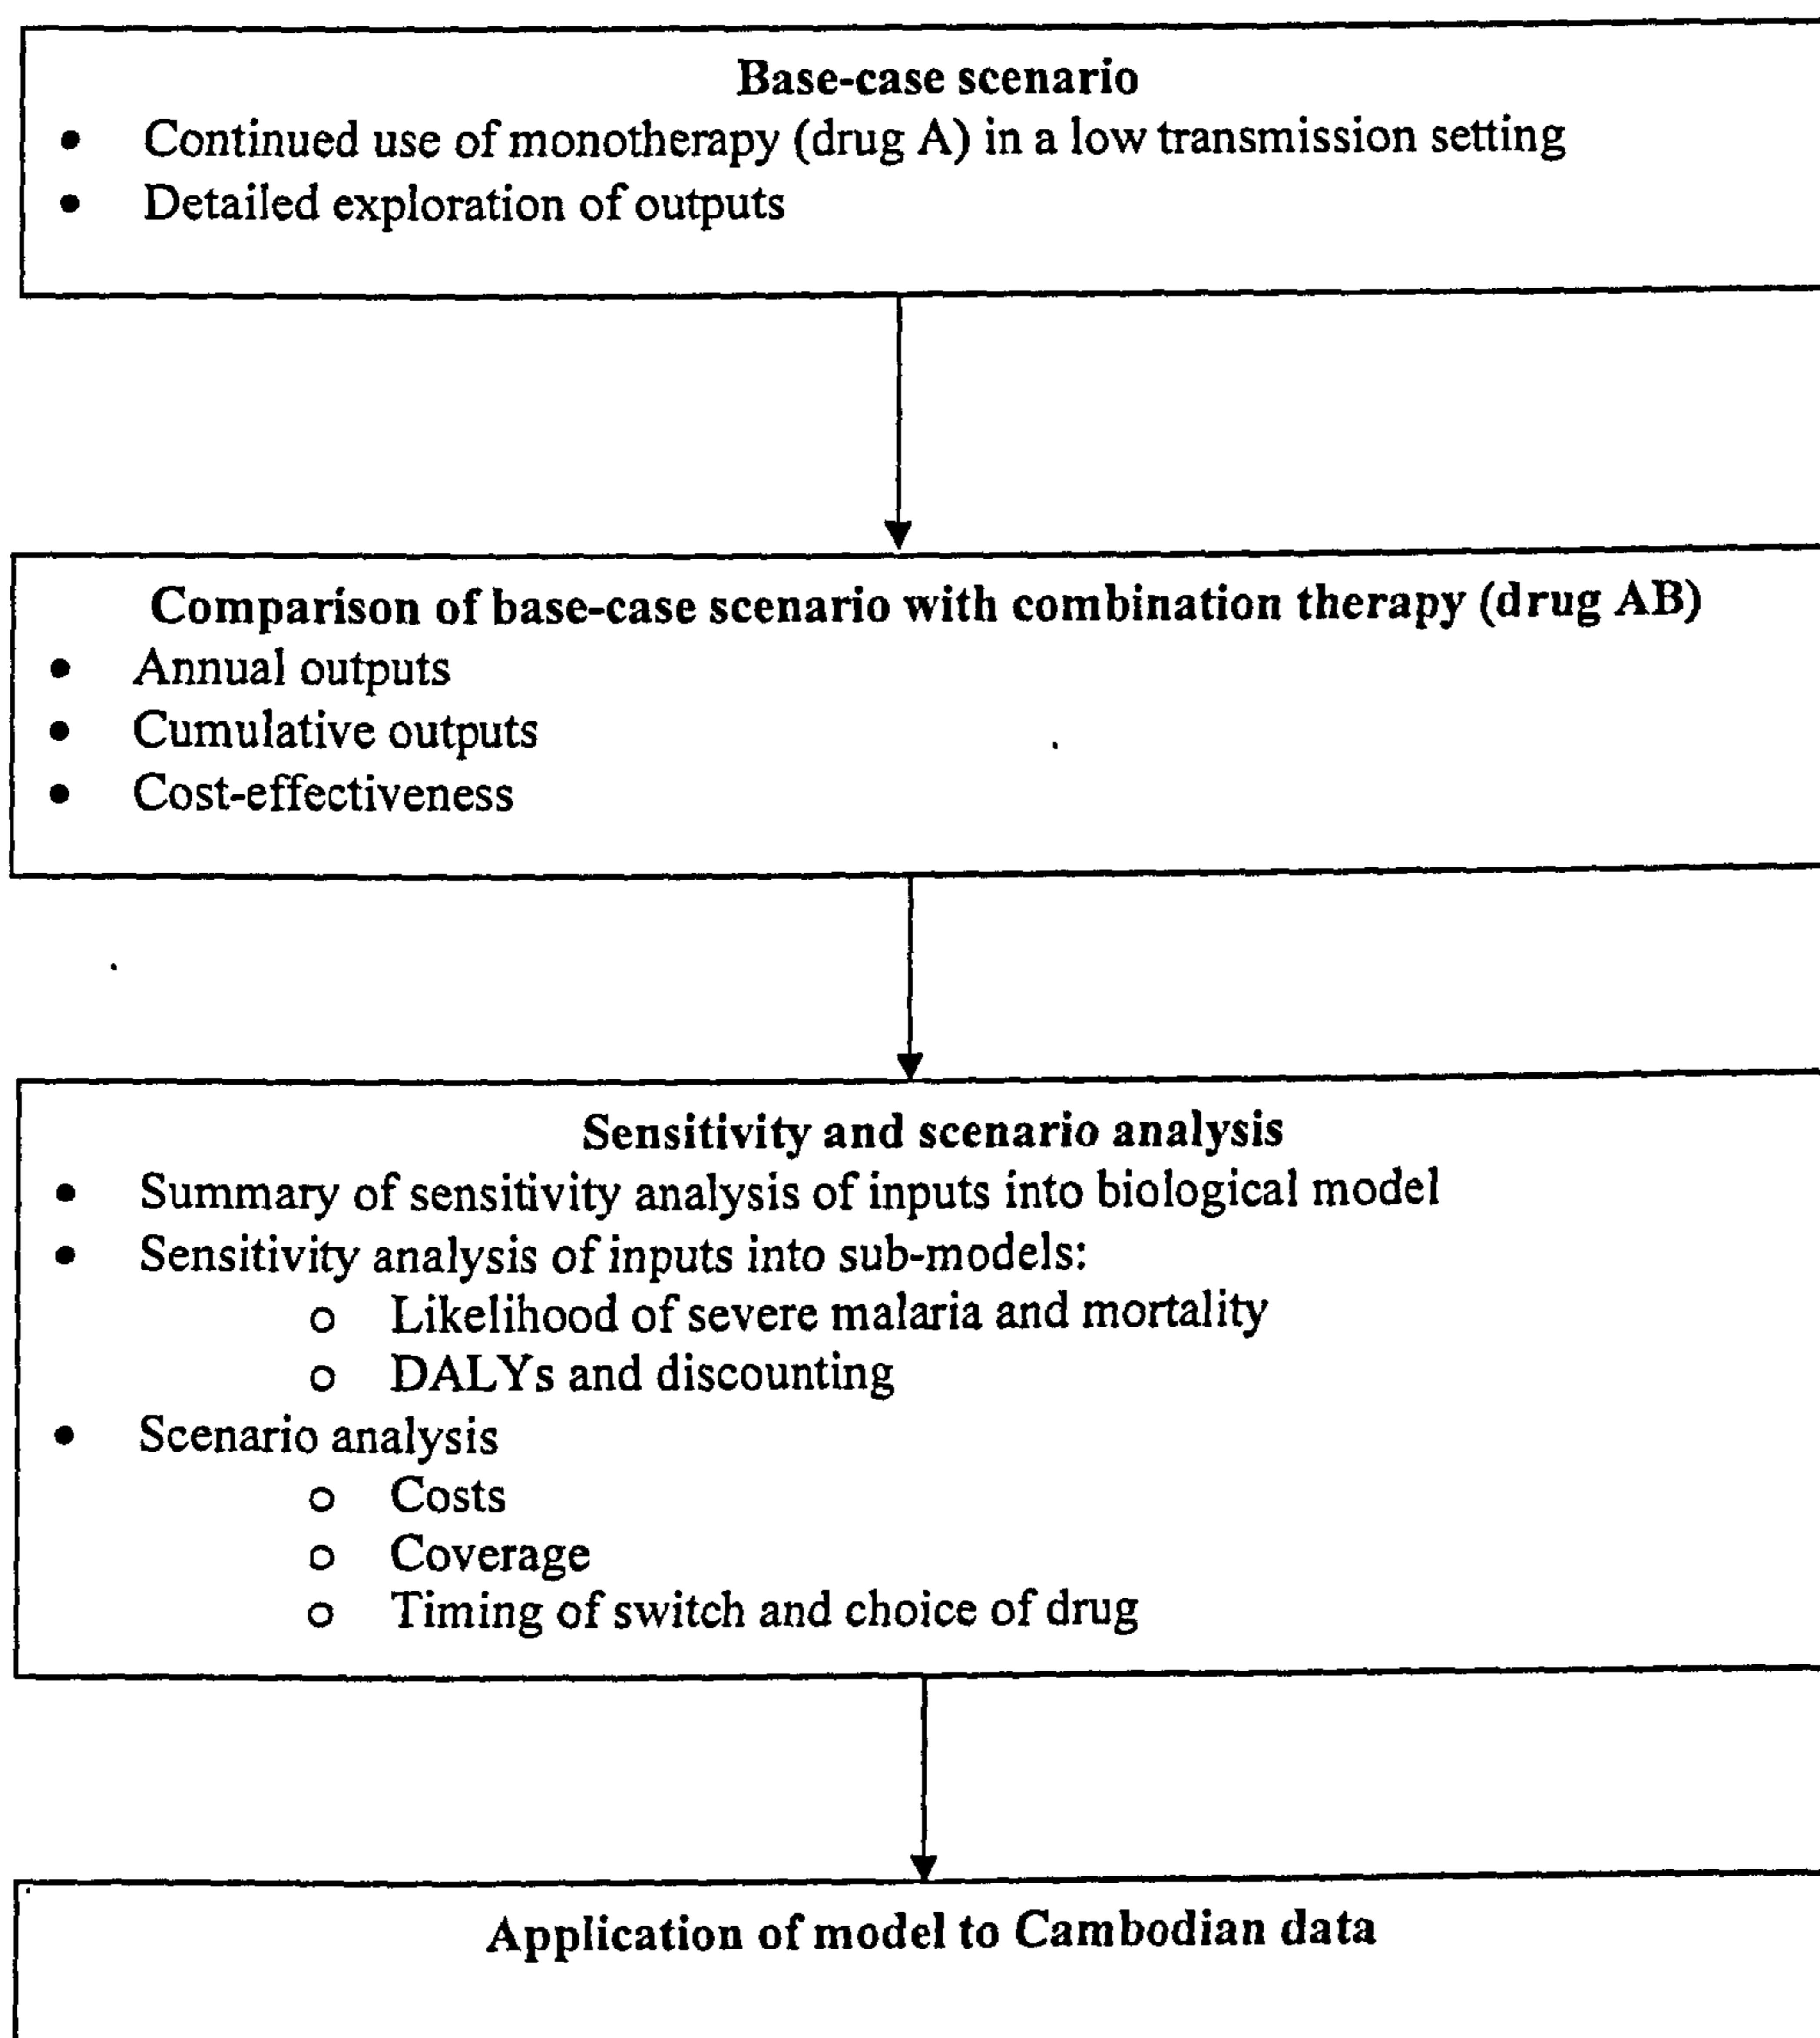 Base-case scenario
• Continued use of monotherapy (drug A) in a low transmission setting
• Detailed exploration of outputs
Comparison of base-case scenario with combination therapy (drug AB)
• Annual outputs
• Cumulative outputs
• Cost-effectiveness
Sensitivity and scenario analysis
• Summary of sensitivity analysis of inputs into biological model
• Sensitivity analysis of inputs into sub-models:
o Likelihood of severe malaria and mortality
o DALYs and discounting
• Scenario analysis
o Costs
o Coverage
o Timing of switch and choice of drug
Application of model to Cambodian data